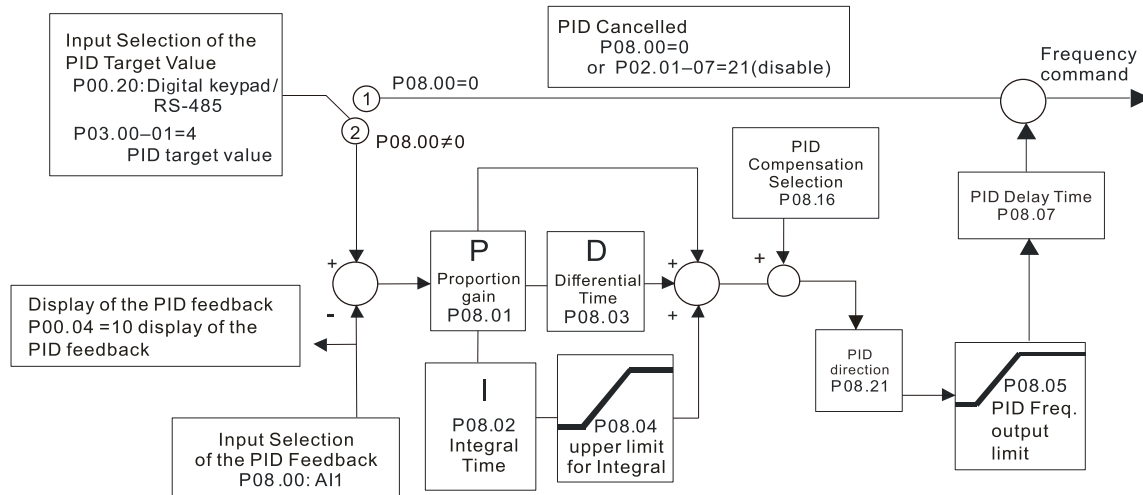 Input Selection of the
PID Target Value
P00.20: Digital keypad/
RS-485
P03.00–01=4
PID target value
1
P08.00=0
2
P08.00≠0
PID Cancelled
P08.00=0
or P02.01–07=21(disable)
Frequency
command
PID
Compensation
Selection
P08.16
PID Delay Time
P08.07
+
-
P
Proportion
gain
P08.01
D
Differential
Time
P08.03
+
+
+
Display of the PID feedback
P00.04 =10 display of the
PID feedback
I
P08.02
Integral
Time
P08.04
upper limit
for Integral
PID
direction
P08.21
P08.05
PID Freq.
output
limit
Input Selection
of the PID Feedback
P08.00: AI1